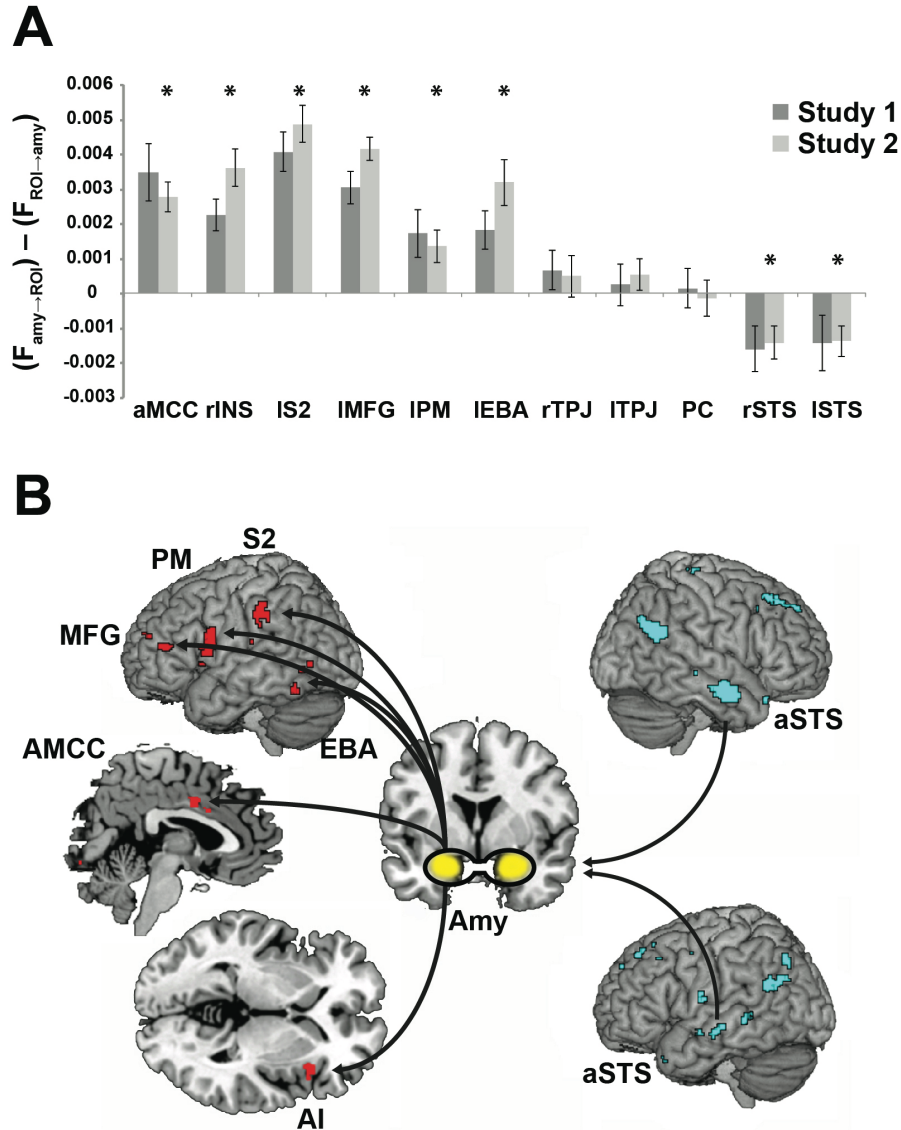 A
(Famy→ROI) – (FROI→amy)
0.006
0.005
0.004
0.003
0.002
0.001
0
-0.001
-0.002
-0.003
* * * * * * * *
Study 1
Study 2
aMCC rINS lS2 lMFG lPM lEBA rTPJ lTPJ PC rSTS lSTS
B
S2
PM
MFG
EBA
aSTS
AMCC
Amy
aSTS
AI